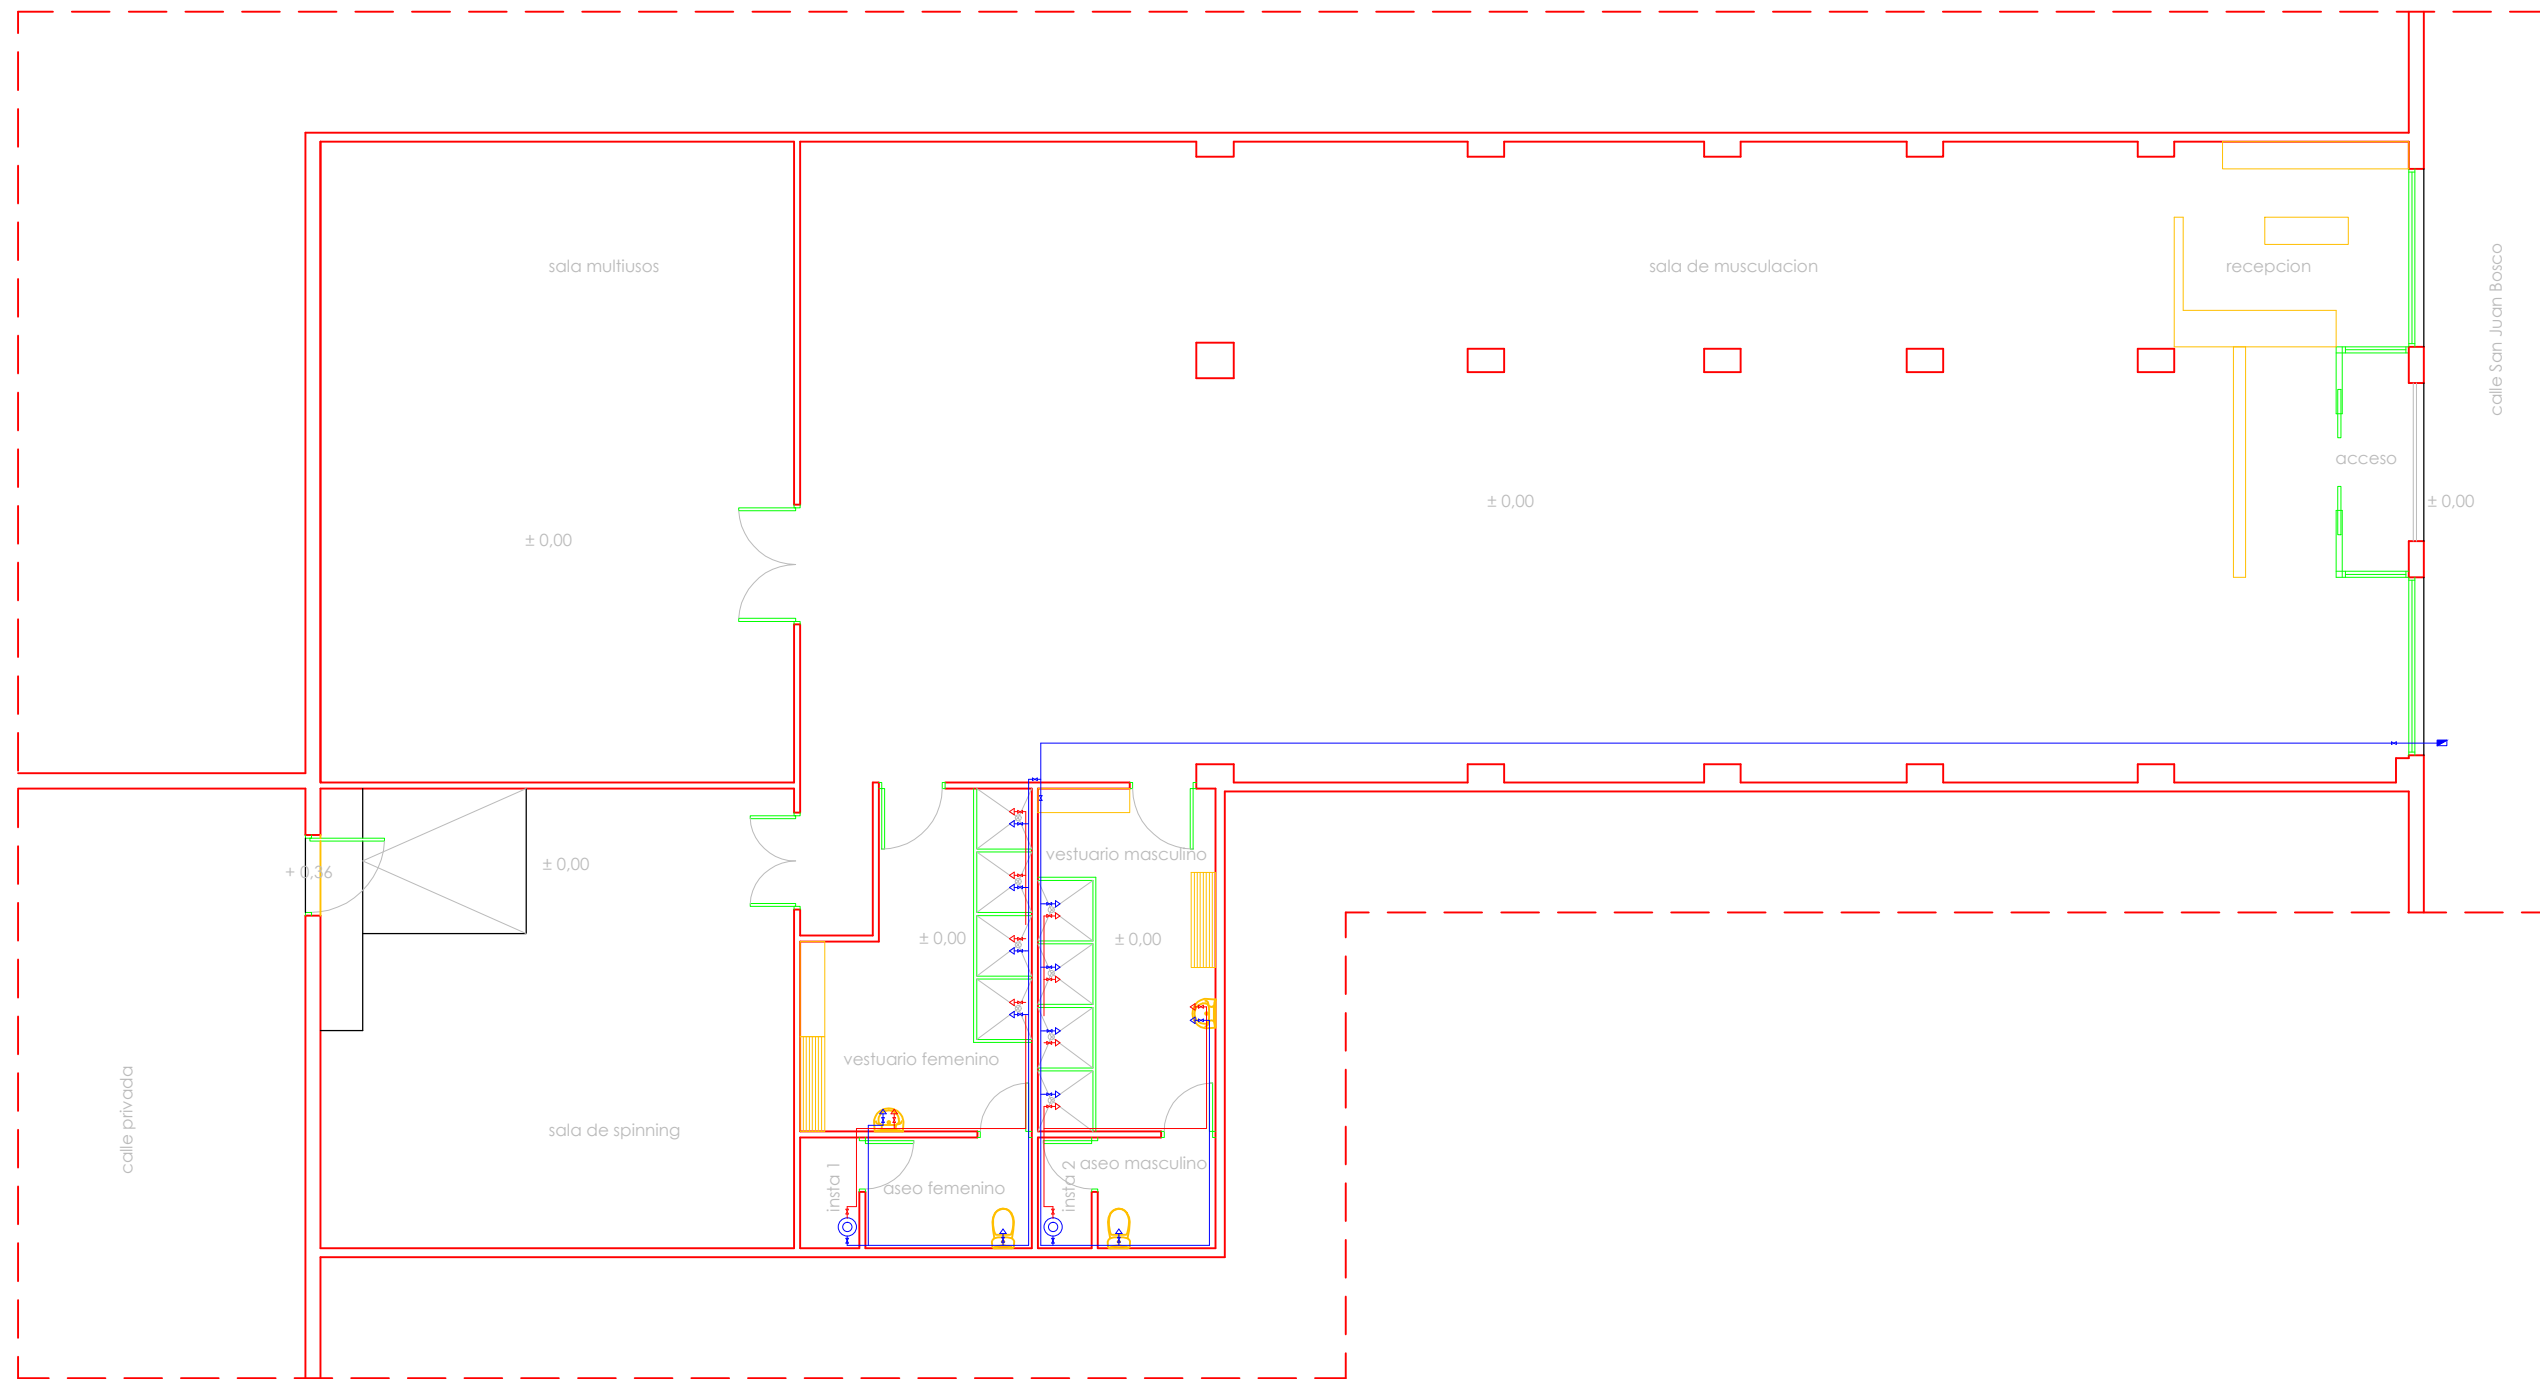 sala multiusos
sala de musculacion
recepcion
calle San Juan Bosco
acceso
± 0,00
± 0,00
± 0,00
± 0,00
+ 0,36
vestuario masculino
± 0,00
± 0,00
vestuario femenino
calle privada
sala de spinning
insta 1
aseo femenino
insta 2
aseo masculino